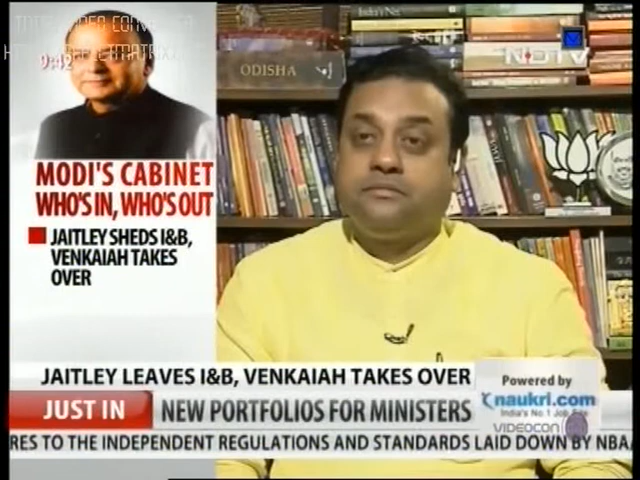 9:42
MODI'S CABINET
WHO'S IN, WHO'S OUT
JAITLEY SHEDS I&B,
VENKAIAH TAKES
OVER
ODISHA
NDTV
JAITLEY LEAVES I&B, VENKAIAH TAKES OVER
JUST IN
NEW PORTFOLIOS FOR MINISTERS
Powered by
naukri.com
India's No 1 Job Site
VIDEOCON
RES TO THE INDEPENDENT REGULATIONS AND STANDARDS LAID DOWN BY NBA